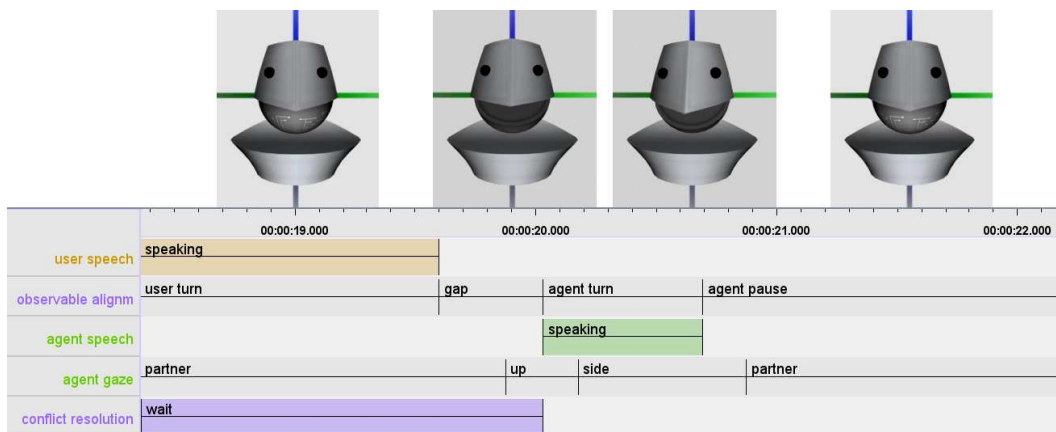 00:00:19.000 00:00:20.000 00:00:21.000 00:00:22.000
user speech speaking
observable alignm user turn gap agent turn agent pause
agent speech speaking
agent gaze partner up side partner
conflict resolution wait